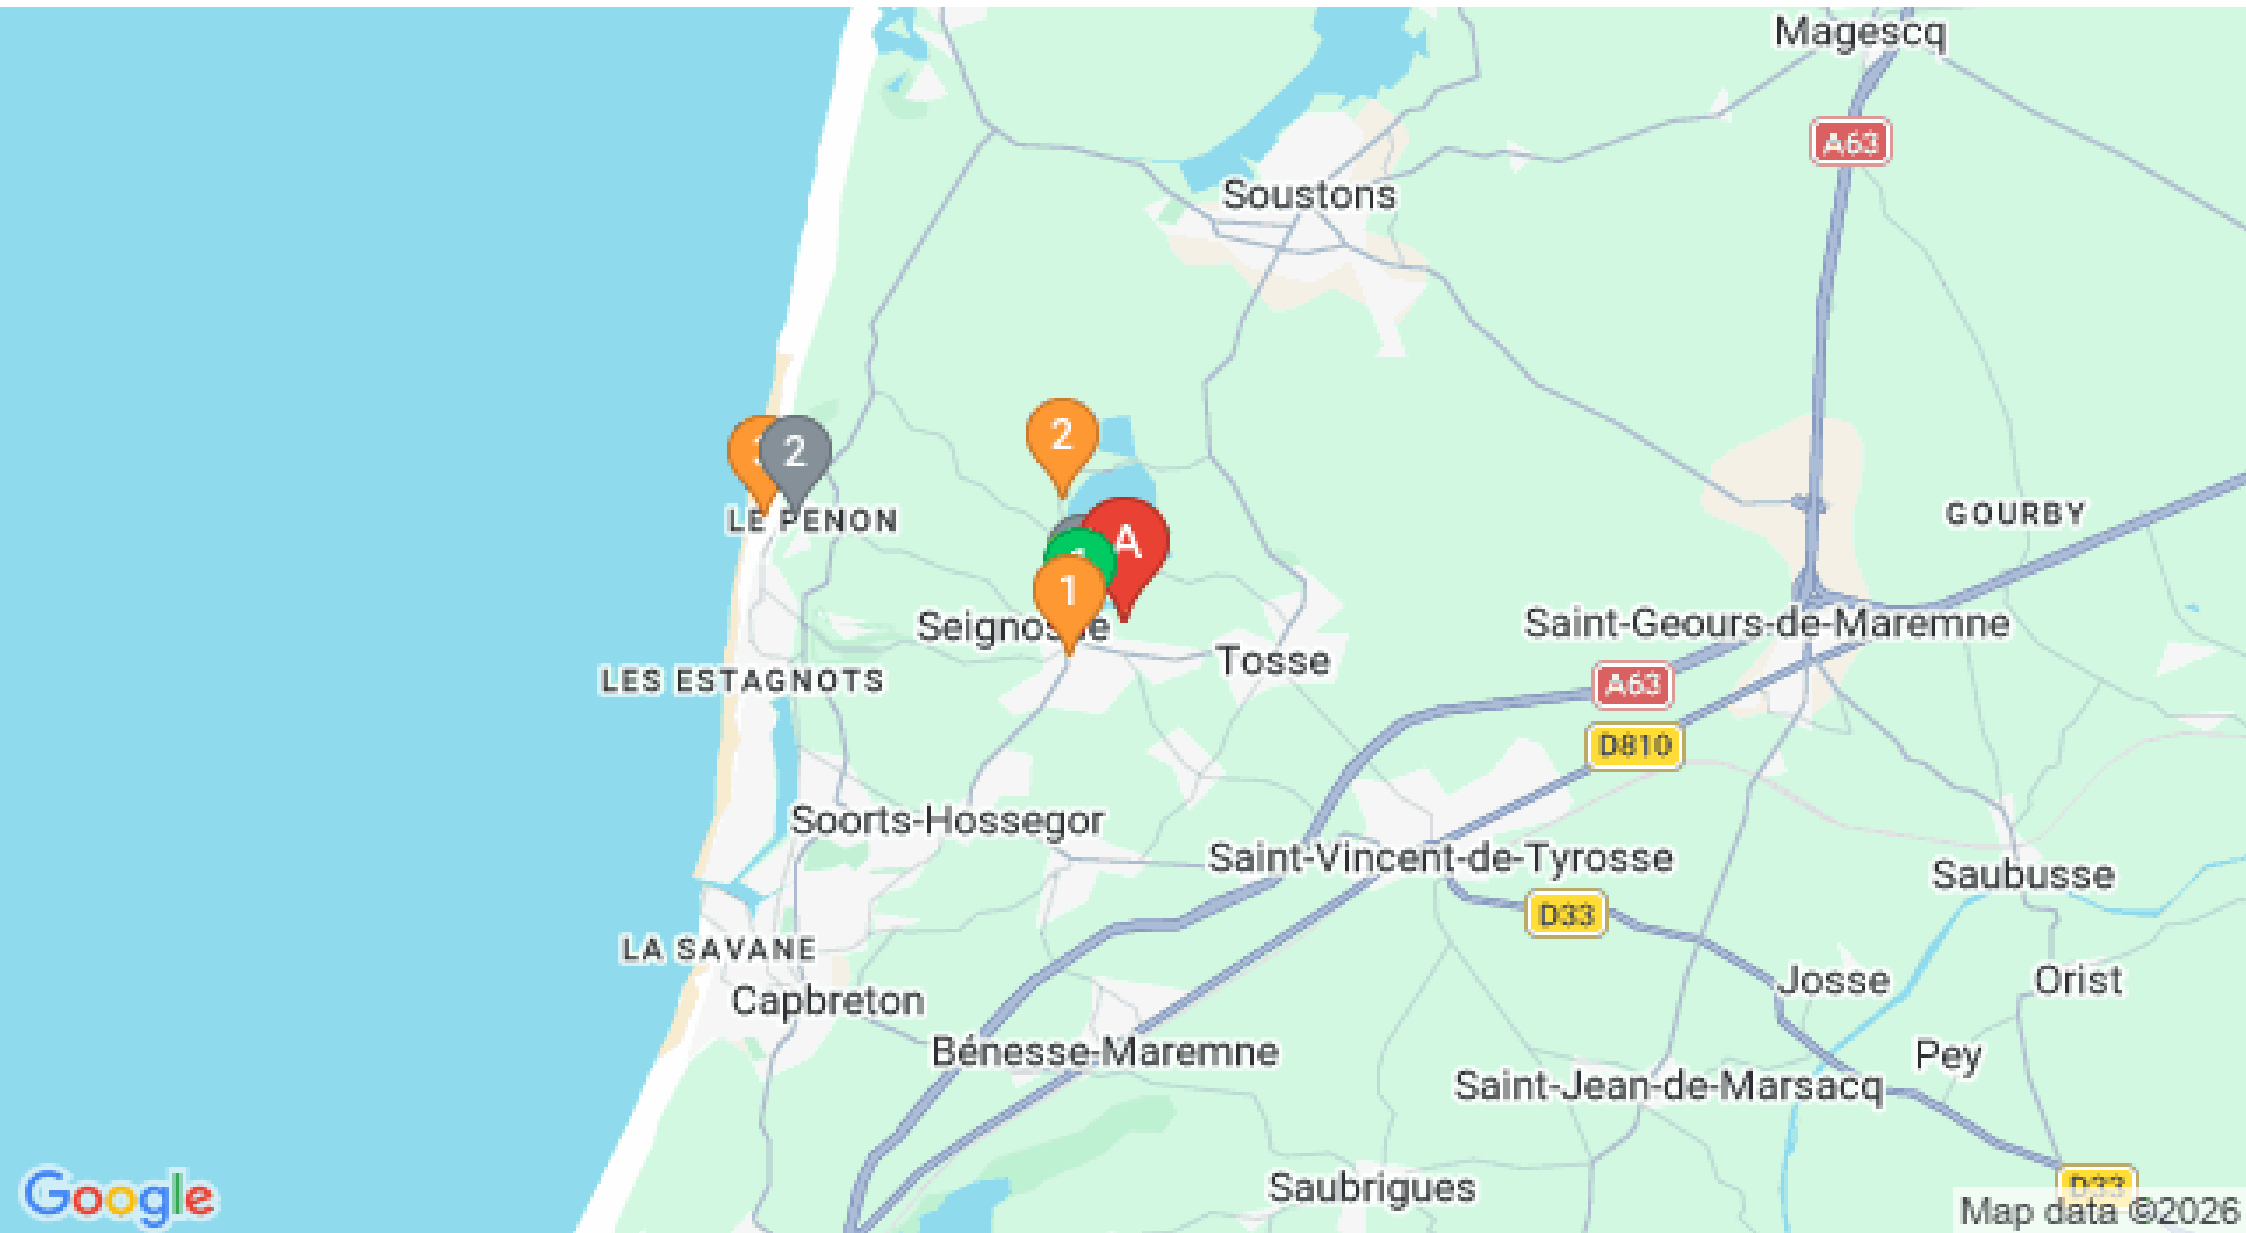 Magescq
A63
Soustons
2
2
LE PENON
GOURBY
A
1
Seignosse
Saint-Geours-de-Maremne
Tosse
LES ESTAGNOTS
A63
D810
Soorts-Hossegor
Saint-Vincent-de-Tyrosse
Saubusse
D33
LA SAVANE
Josse
Orist
Capbreton
Bénesse-Maremne
Pey
Saint-Jean-de-Marsacq
Saubrigues
D33
Google
Map data ©2026